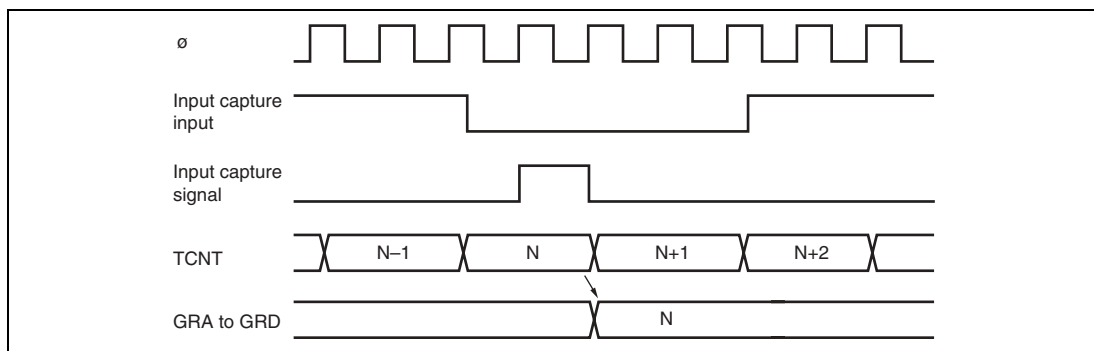 ø
Input capture
input
Input capture
signal
TCNT N–1 N N+1 N+2
GRA to GRD N